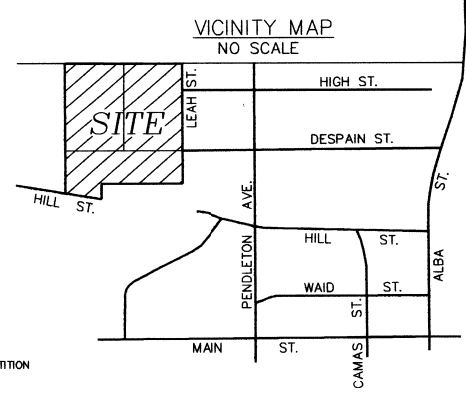 VICINITY MAP
NO SCALE
HIGH ST.
LEAH ST.
SITE
DESPAIN ST.
HILL ST.
PENDLETON AVE.
HILL ST.
ALBA ST.
WAID ST.
CAMAS ST.
MAIN ST.